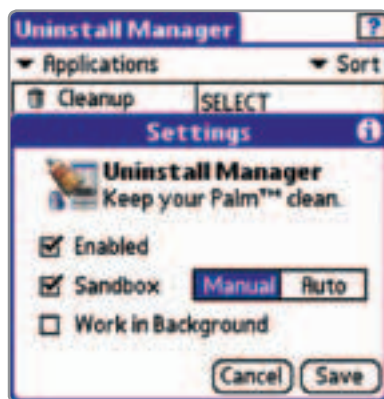 Uninstall Manager ?
Applications Sort
Cleanup SELECT
Settings i
Uninstall Manager
Keep your Palm™ clean.
Enabled
Sandbox Manual Auto
Work in Background
Cancel Save